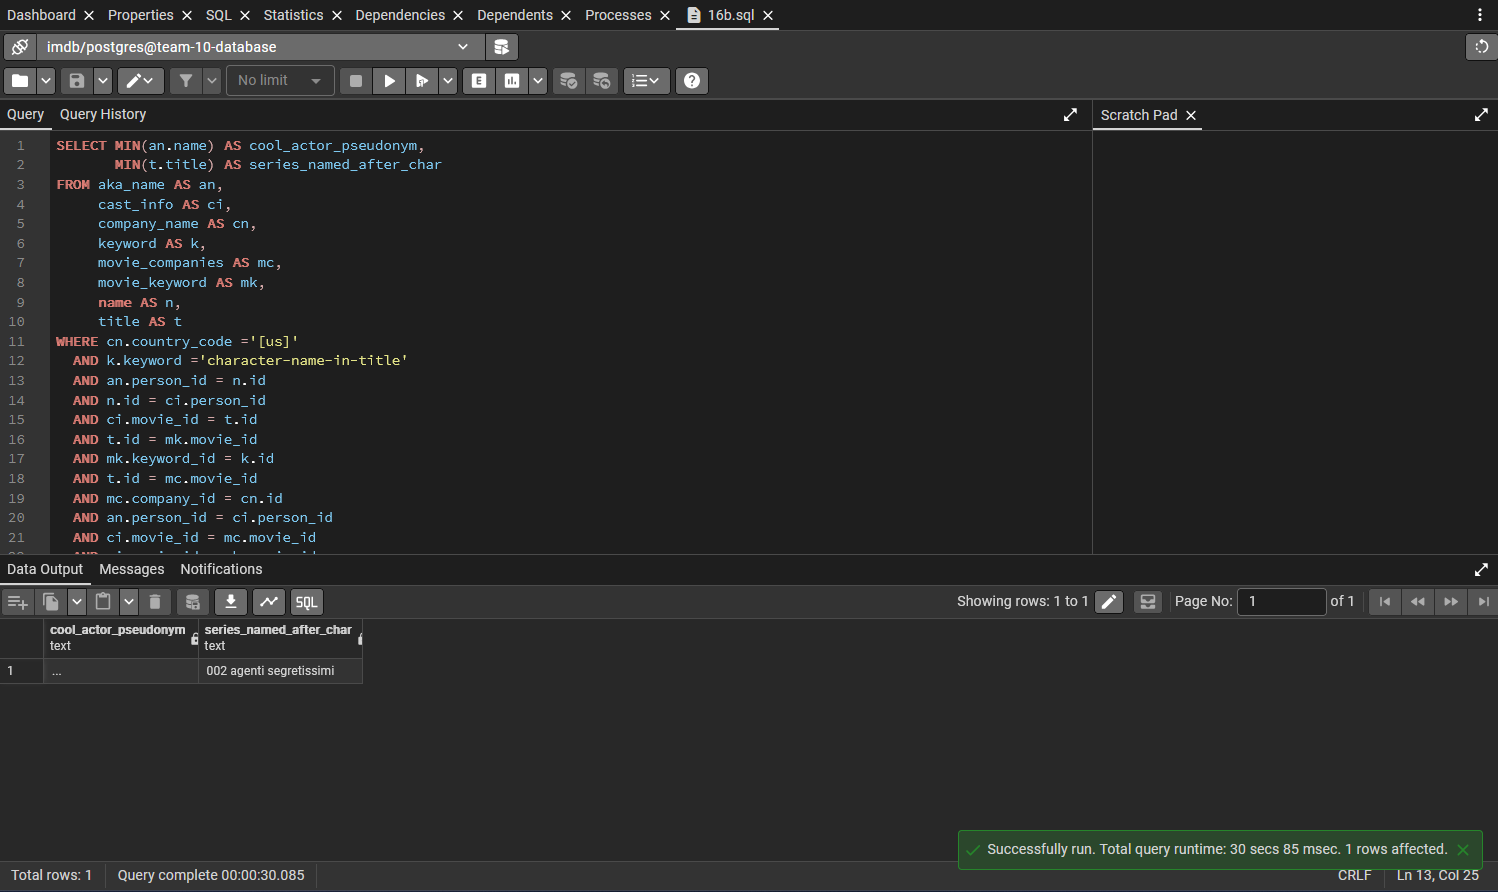 Dashboard Properties SQL Statistics Dependencies Dependents Processes 16b.sql
imdb/postgres@team-10-database
No limit
Query Query History
Scratch Pad
1 SELECT MIN(an.name) AS cool_actor_pseudonym,
2 MIN(t.title) AS series_named_after_char
3 FROM aka_name AS an,
4 cast_info AS ci,
5 company_name AS cn,
6 keyword AS k,
7 movie_companies AS mc,
8 movie_keyword AS mk,
9 name AS n,
10 title AS t
11 WHERE cn.country_code ='[us]'
12 AND k.keyword ='character-name-in-title'
13 AND an.person_id = n.id
14 AND n.id = ci.person_id
15 AND ci.movie_id = t.id
16 AND t.id = mk.movie_id
17 AND mk.keyword_id = k.id
18 AND t.id = mc.movie_id
19 AND mc.company_id = cn.id
20 AND an.person_id = ci.person_id
21 AND ci.movie_id = mc.movie_id
Data Output Messages Notifications
SQL Showing rows: 1 to 1 Page No: 1 of 1
cool_actor_pseudonym series_named_after_char
text text
1 ... 002 agenti segretissimi
Successfully run. Total query runtime: 30 secs 85 msec. 1 rows affected.
Total rows: 1 Query complete 00:00:30.085 CRLF Ln 13, Col 25